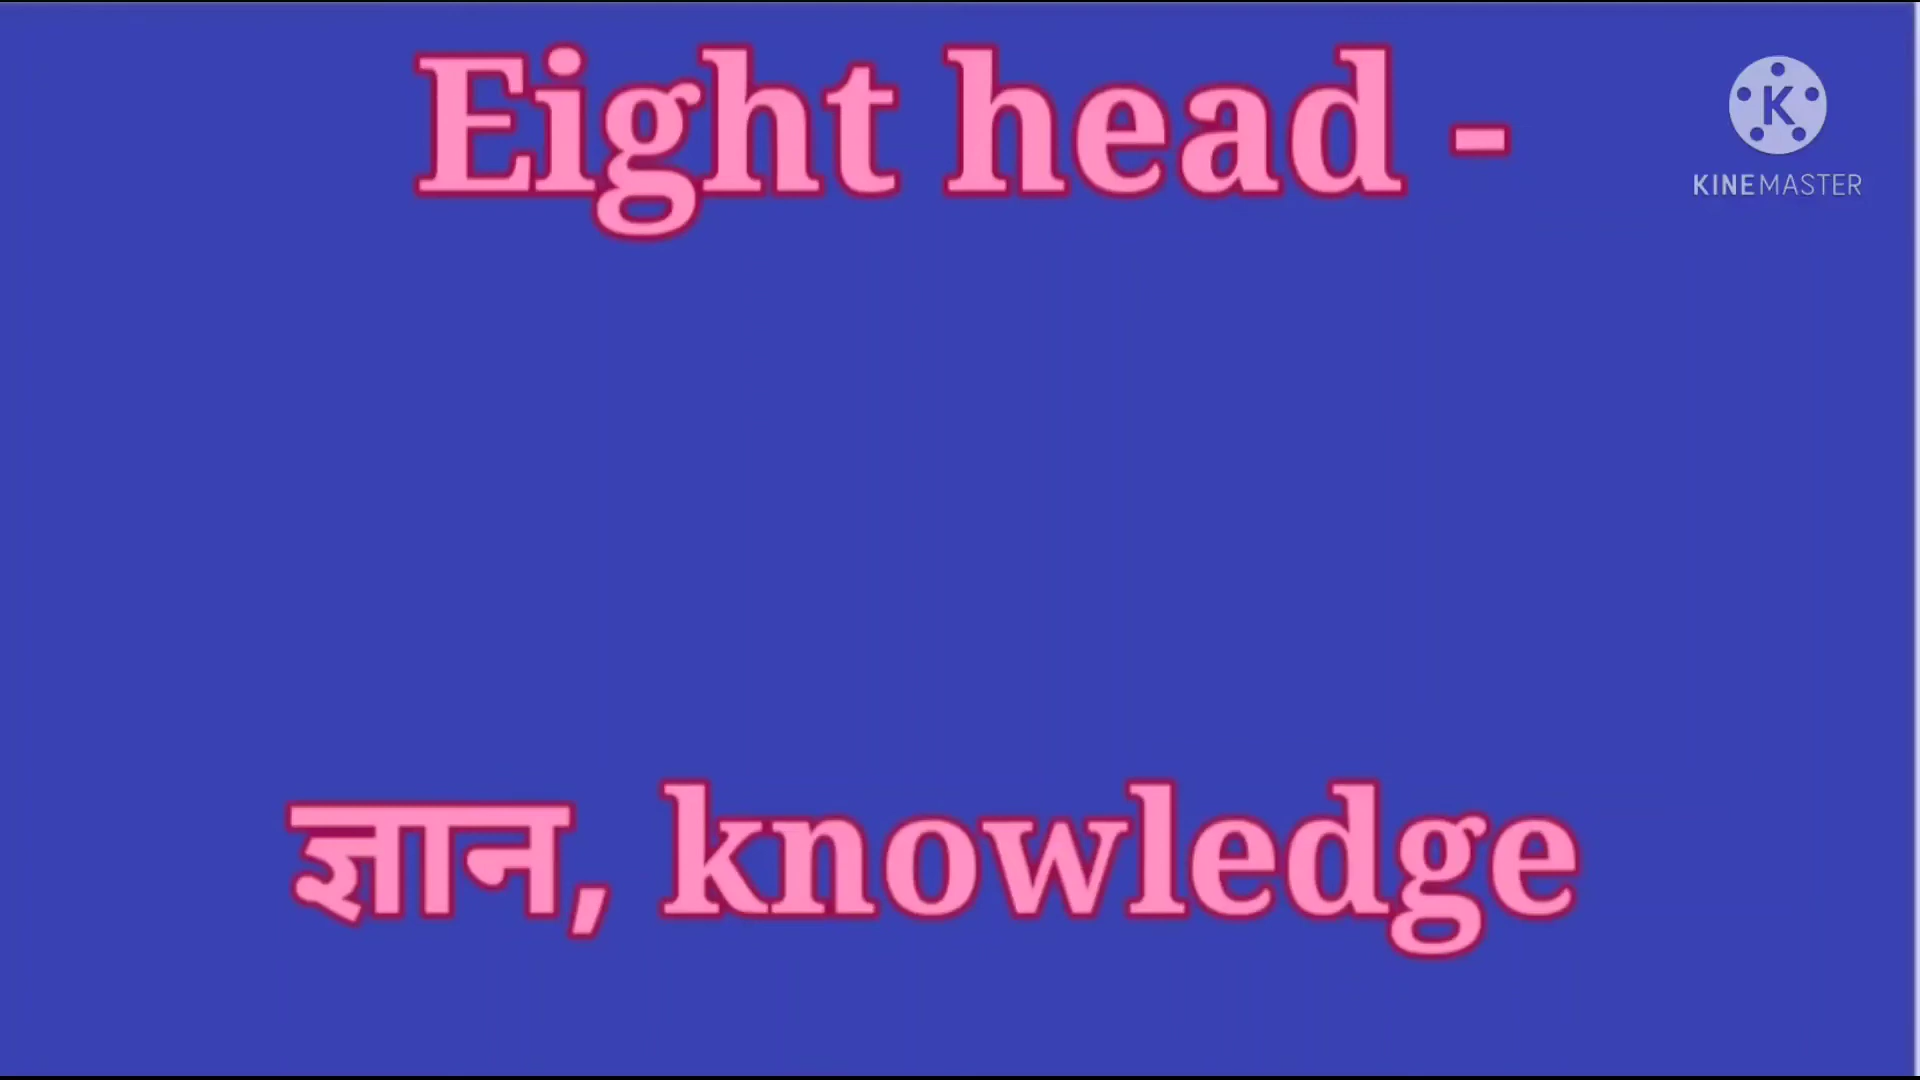 Eight head -
KINEMASTER
ज्ञान, knowledge